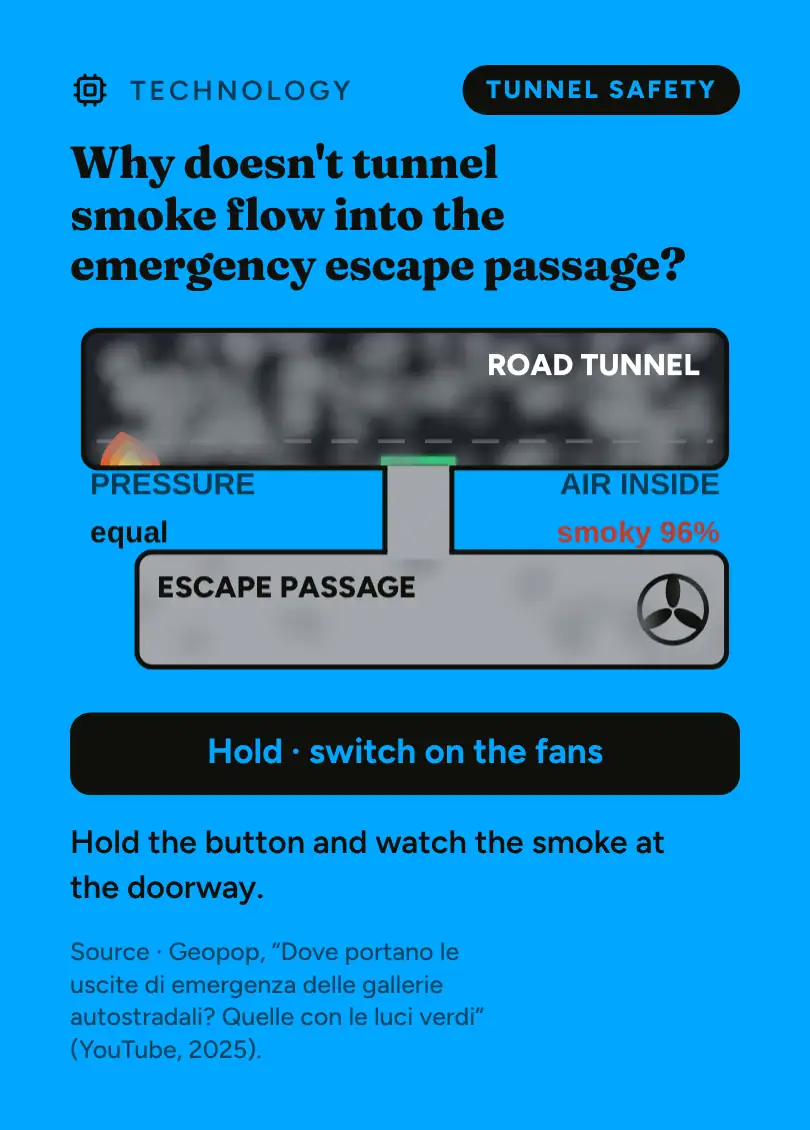 TECHNOLOGY
TUNNEL SAFETY
Why doesn't tunnel
smoke flow into the
emergency escape passage?
ROAD TUNNEL
PRESSURE
AIR INSIDE
equal
smoky 96%
ESCAPE PASSAGE
Hold · switch on the fans
Hold the button and watch the smoke at
the doorway.
Source · Geopop, “Dove portano le
uscite di emergenza delle gallerie
autostradali? Quelle con le luci verdi”
(YouTube, 2025).